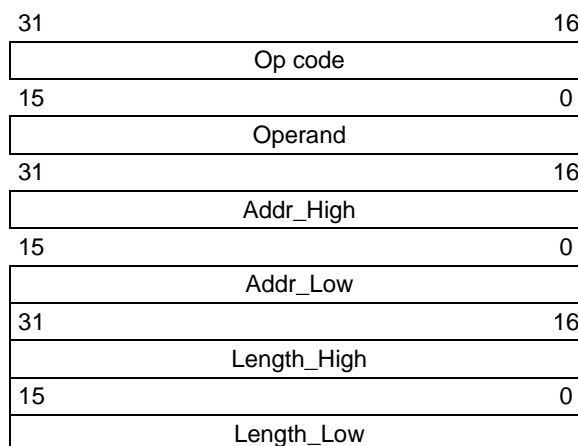 31 16
Op code
15 0
Operand
31 16
Addr_High
15 0
Addr_Low
31 16
Length_High
15 0
Length_Low